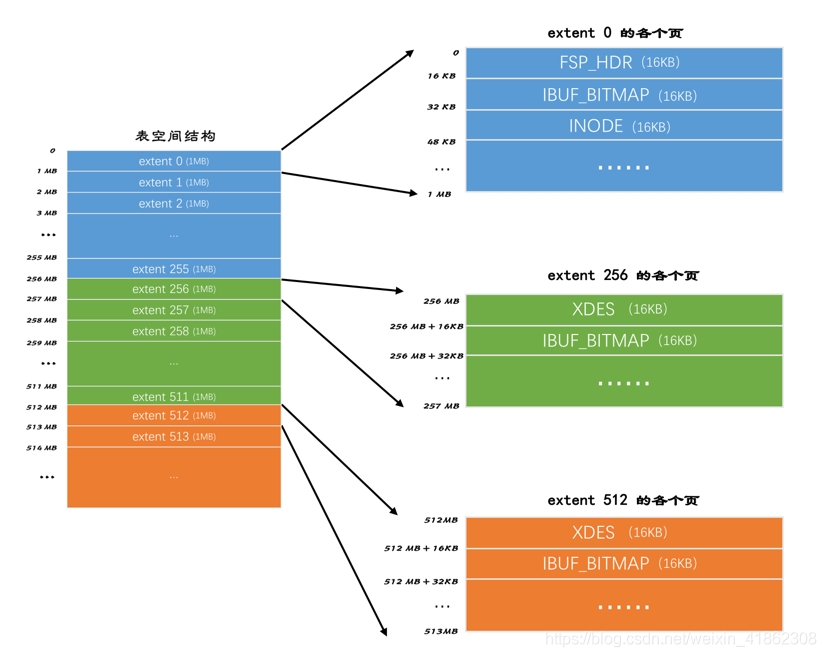 表空间结构
0
extent 0 (1MB)
1 MB
extent 1 (1MB)
2 MB
extent 2 (1MB)
3 MB
...
...
255 MB
extent 255 (1MB)
256 MB
extent 256 (1MB)
257 MB
extent 257 (1MB)
258 MB
extent 258 (1MB)
259 MB
...
...
511 MB
extent 511 (1MB)
512 MB
extent 512 (1MB)
513 MB
extent 513 (1MB)
514 MB
...
...
extent 0 的各个页
0
FSP_HDR (16KB)
16 KB
IBUF_BITMAP (16KB)
32 KB
INODE (16KB)
48 KB
...
......
1 MB
extent 256 的各个页
256 MB
XDES (16KB)
256 MB+16KB
IBUF_BITMAP (16KB)
256 MB+32KB
...
......
257 MB
extent 512 的各个页
512MB
XDES (16KB)
512 MB+16KB
IBUF_BITMAP (16KB)
512 MB+32KB
...
......
513MB
https://blog.csdn.net/weixin_41862308